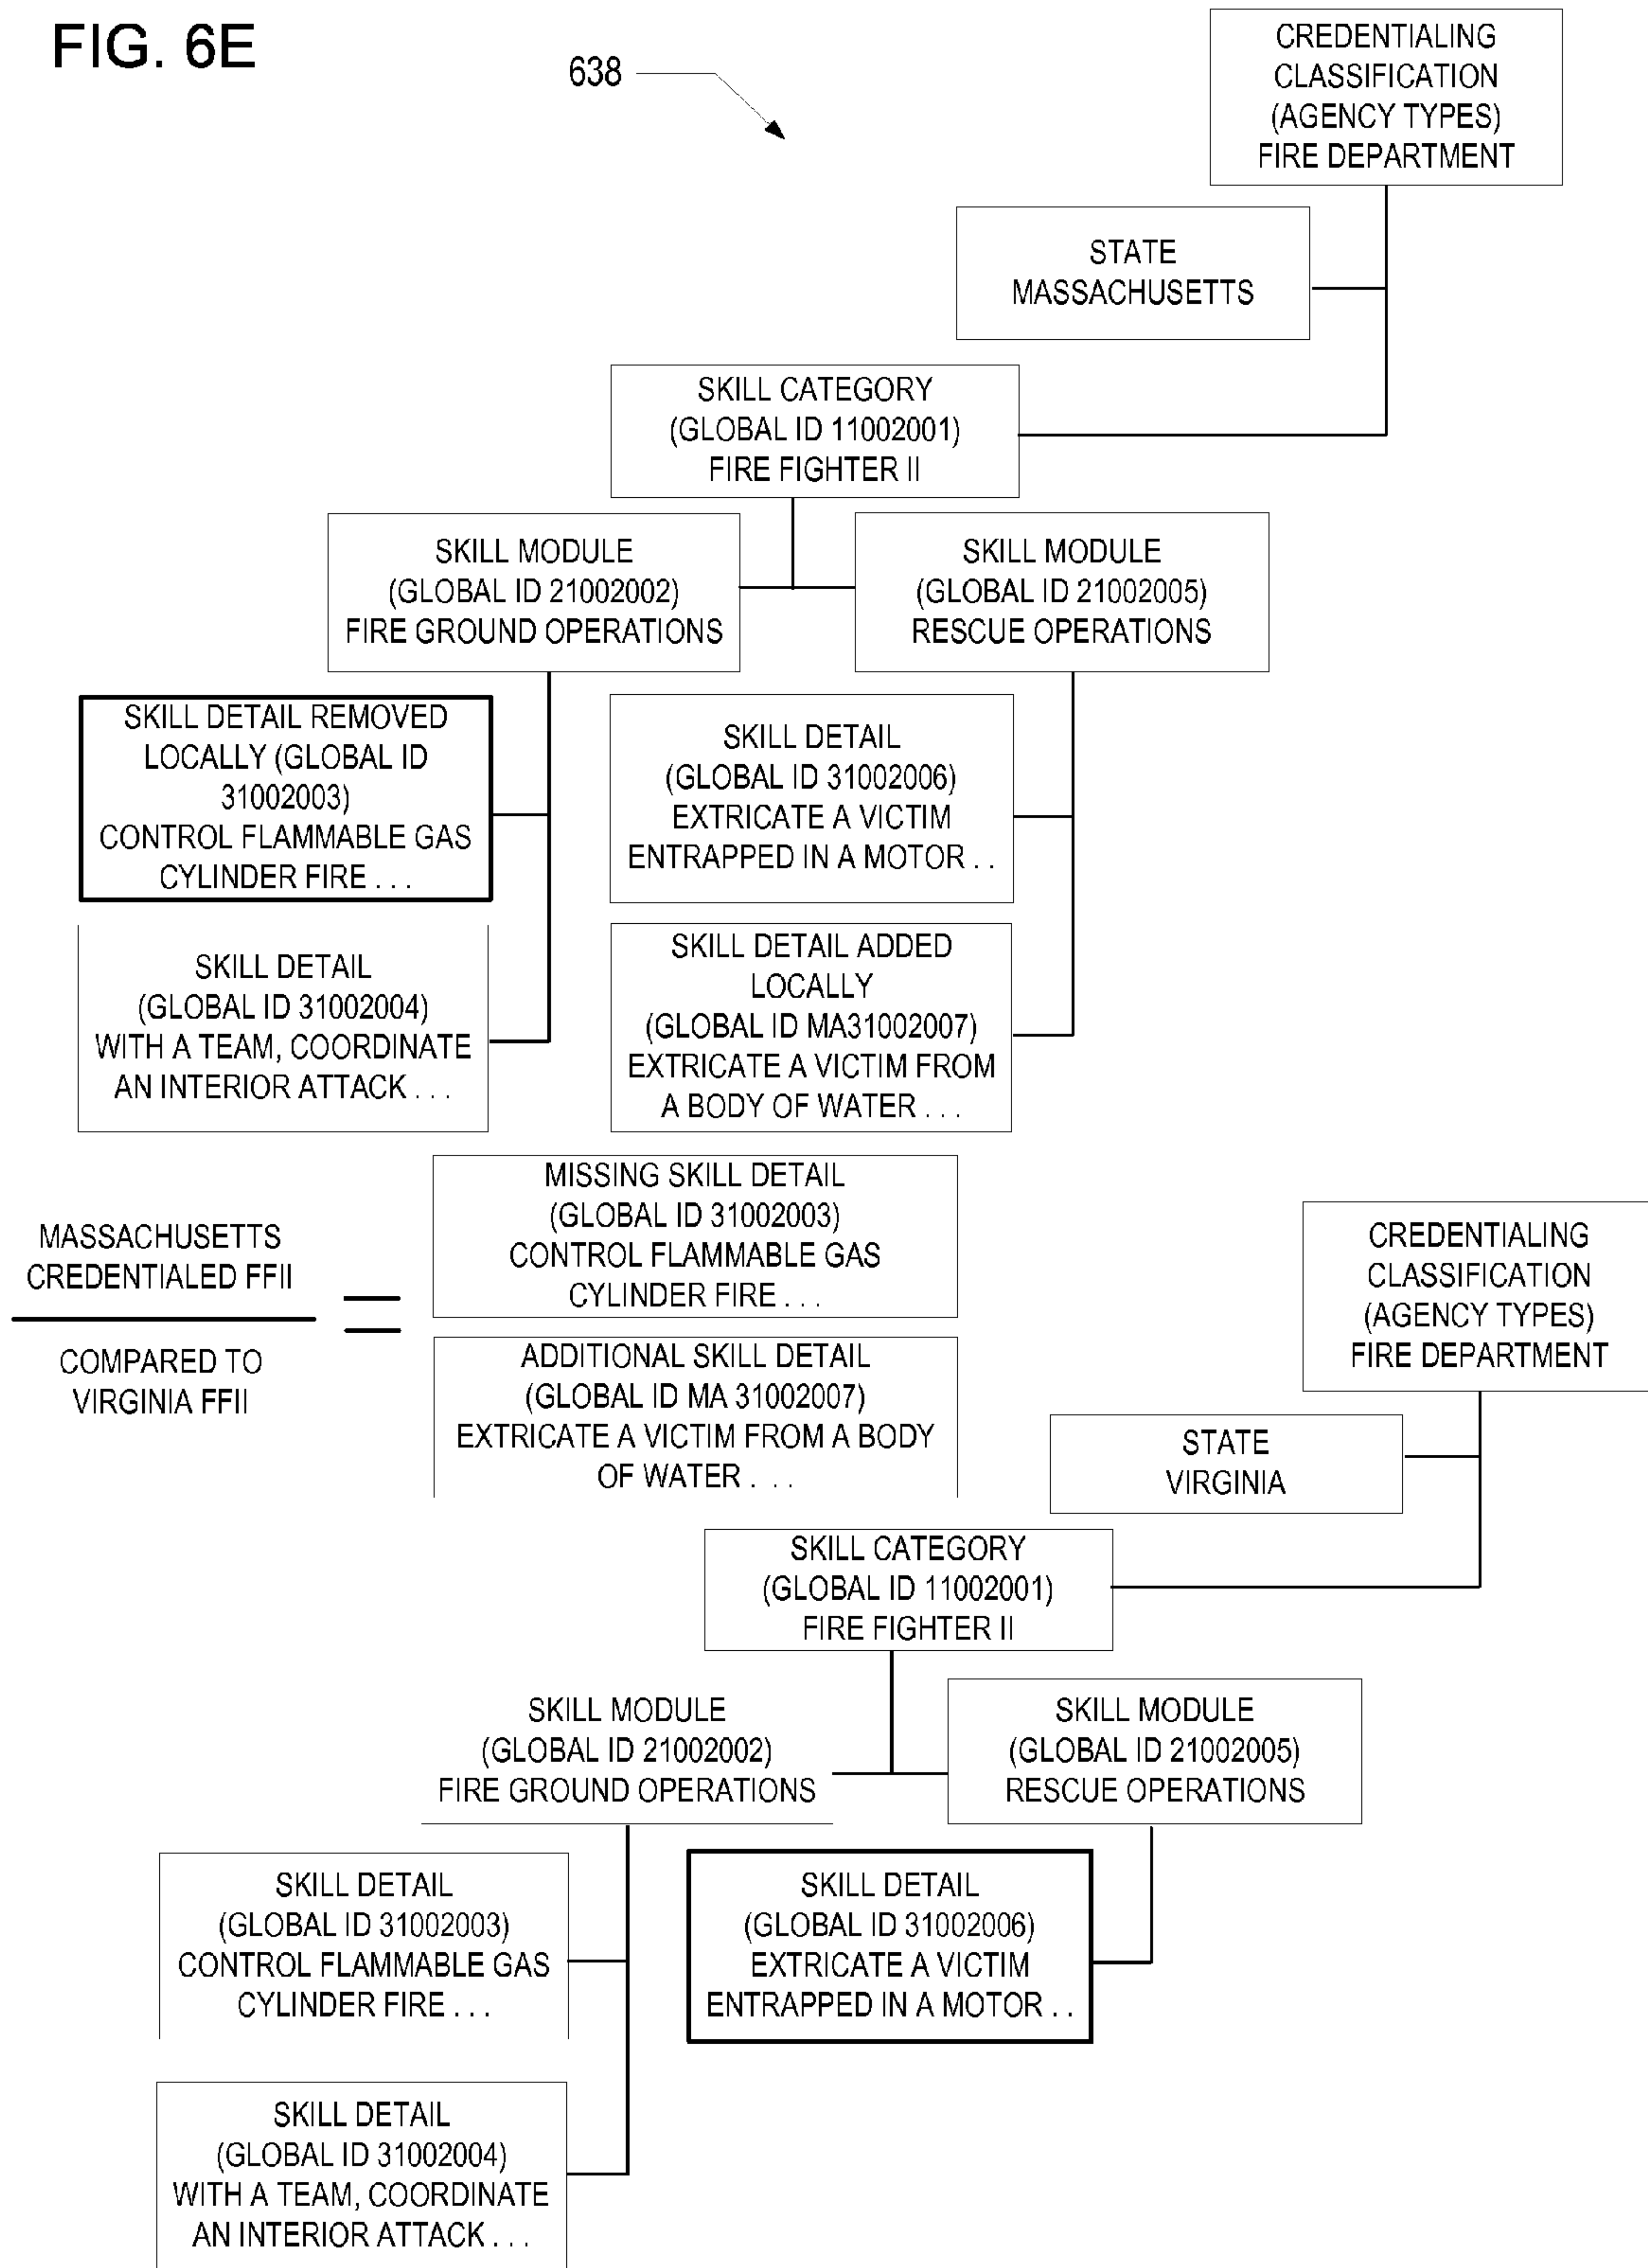 FIG. 6E
638
CREDENTIALING
CLASSIFICATION
(AGENCY TYPES)
FIRE DEPARTMENT
STATE
MASSACHUSETTS
SKILL CATEGORY
(GLOBAL ID 11002001)
FIRE FIGHTER II
SKILL MODULE
(GLOBAL ID 21002002)
FIRE GROUND OPERATIONS
SKILL MODULE
(GLOBAL ID 21002005)
RESCUE OPERATIONS
SKILL DETAIL REMOVED
LOCALLY (GLOBAL ID
31002003)
CONTROL FLAMMABLE GAS
CYLINDER FIRE . . .
SKILL DETAIL
(GLOBAL ID 31002006)
EXTRICATE A VICTIM
ENTRAPPED IN A MOTOR . .
SKILL DETAIL
(GLOBAL ID 31002004)
WITH A TEAM, COORDINATE
AN INTERIOR ATTACK . . .
SKILL DETAIL ADDED
LOCALLY
(GLOBAL ID MA31002007)
EXTRICATE A VICTIM FROM
A BODY OF WATER . . .
MASSACHUSETTS
CREDENTIALED FFII
COMPARED TO
VIRGINIA FFII
=
MISSING SKILL DETAIL
(GLOBAL ID 31002003)
CONTROL FLAMMABLE GAS
CYLINDER FIRE . . .
ADDITIONAL SKILL DETAIL
(GLOBAL ID MA 31002007)
EXTRICATE A VICTIM FROM A BODY
OF WATER . . .
CREDENTIALING
CLASSIFICATION
(AGENCY TYPES)
FIRE DEPARTMENT
STATE
VIRGINIA
SKILL CATEGORY
(GLOBAL ID 11002001)
FIRE FIGHTER II
SKILL MODULE
(GLOBAL ID 21002002)
FIRE GROUND OPERATIONS
SKILL MODULE
(GLOBAL ID 21002005)
RESCUE OPERATIONS
SKILL DETAIL
(GLOBAL ID 31002003)
CONTROL FLAMMABLE GAS
CYLINDER FIRE . . .
SKILL DETAIL
(GLOBAL ID 31002006)
EXTRICATE A VICTIM
ENTRAPPED IN A MOTOR . .
SKILL DETAIL
(GLOBAL ID 31002004)
WITH A TEAM, COORDINATE
AN INTERIOR ATTACK . . .